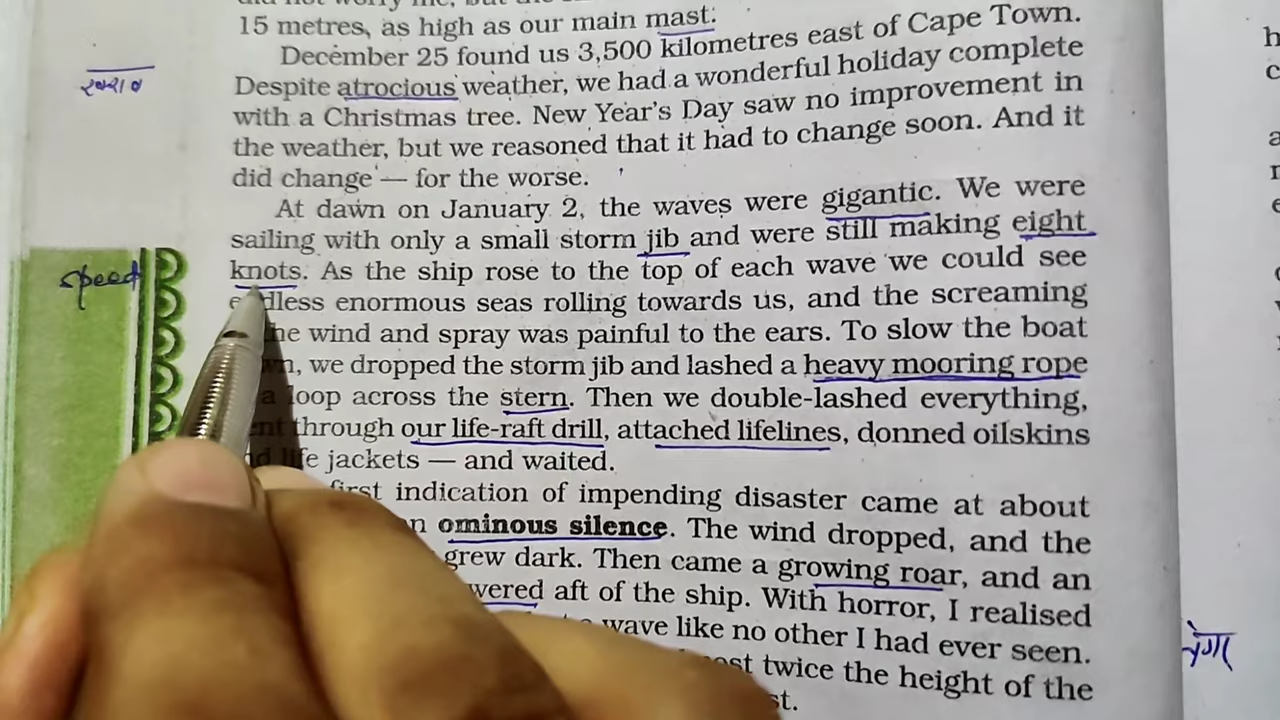 15 metres, as high as our main mast.
December 25 found us 3,500 kilometres east of Cape Town.
Despite atrocious weather, we had a wonderful holiday complete
with a Christmas tree. New Year's Day saw no improvement in
the weather, but we reasoned that it had to change soon. And it
did change — for the worse.
At dawn on January 2, the waves were gigantic. We were
sailing with only a small storm jib and were still making eight
speed
knots. As the ship rose to the top of each wave we could see
enormous seas rolling towards us, and the screaming
the wind and spray was painful to the ears. To slow the boat
we dropped the storm jib and lashed a heavy mooring rope
a loop across the stern. Then we double-lashed everything,
through our life-raft drill, attached lifelines, donned oilskins
life jackets — and waited.
first indication of impending disaster came at about
ominous silence. The wind dropped, and the
grew dark. Then came a growing roar, and an
aft of the ship. With horror, I realised
wave like no other I had ever seen.
twice the height of the